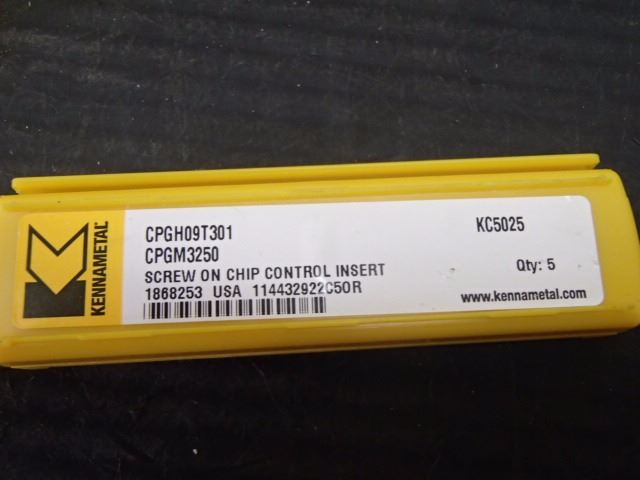 KENNAMETAL
CPGH09T301
KC5025
CPGM3250
SCREW ON CHIP CONTROL INSERT
Qty: 5
1868253 USA 114432922C50R
www.kennametal.com